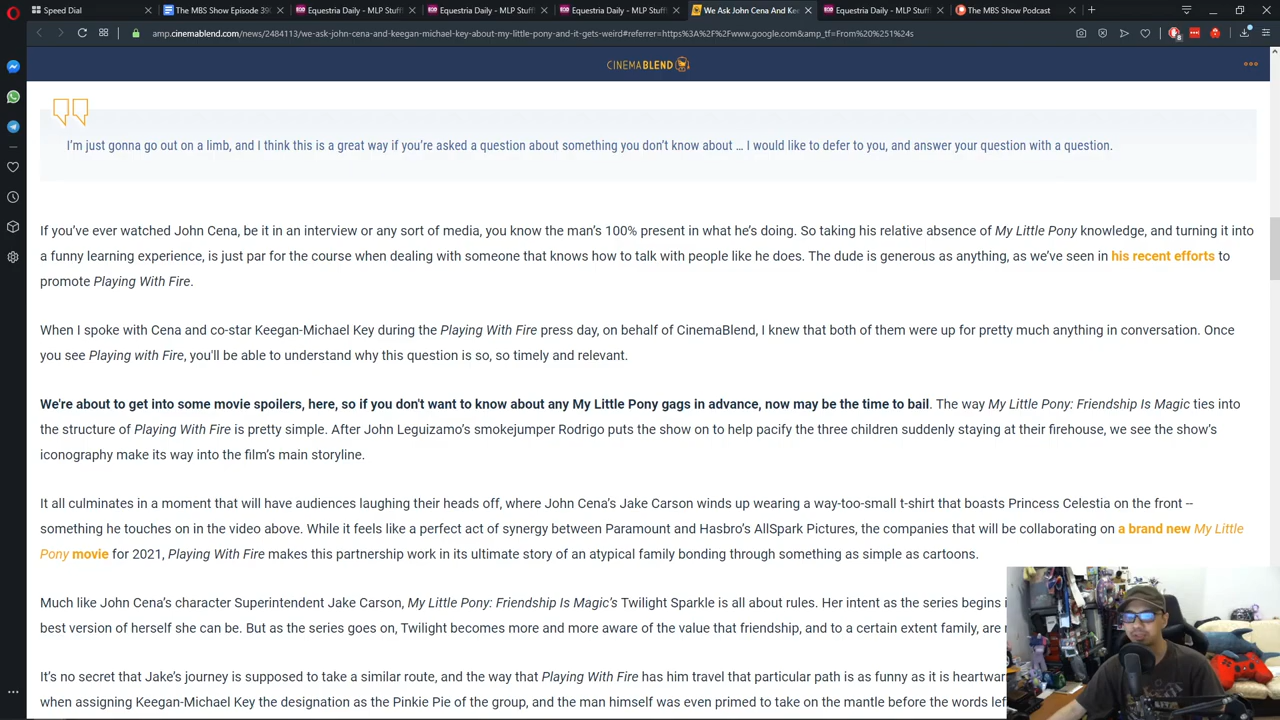 Speed Dial
The MBS Show Episode 39
Equestria Daily - MLP Stuff!
Equestria Daily - MLP Stuff!
Equestria Daily - MLP Stuff!
We Ask John Cena And Kee
Equestria Daily - MLP Stuff!
The MBS Show Podcast
amp.cinemablend.com/news/2484113/we-ask-john-cena-and-keegan-michael-key-about-my-little-pony-and-it-gets-weird#referrer=https%3A%2F%2Fwww.google.com&amp_tf=From%20%251%24s
CINEMABLEND
I'm just gonna go out on a limb, and I think this is a great way if you're asked a question about something you don't know about … I would like to defer to you, and answer your question with a question.
If you've ever watched John Cena, be it in an interview or any sort of media, you know the man's 100% present in what he's doing. So taking his relative absence of My Little Pony knowledge, and turning it into
a funny learning experience, is just par for the course when dealing with someone that knows how to talk with people like he does. The dude is generous as anything, as we've seen in his recent efforts to
promote Playing With Fire.
When I spoke with Cena and co-star Keegan-Michael Key during the Playing With Fire press day, on behalf of CinemaBlend, I knew that both of them were up for pretty much anything in conversation. Once
you see Playing with Fire, you'll be able to understand why this question is so, so timely and relevant.
We're about to get into some movie spoilers, here, so if you don't want to know about any My Little Pony gags in advance, now may be the time to bail. The way My Little Pony: Friendship Is Magic ties into
the structure of Playing With Fire is pretty simple. After John Leguizamo's smokejumper Rodrigo puts the show on to help pacify the three children suddenly staying at their firehouse, we see the show's
iconography make its way into the film's main storyline.
It all culminates in a moment that will have audiences laughing their heads off, where John Cena's Jake Carson winds up wearing a way-too-small t-shirt that boasts Princess Celestia on the front --
something he touches on in the video above. While it feels like a perfect act of synergy between Paramount and Hasbro's AllSpark Pictures, the companies that will be collaborating on a brand new My Little
Pony movie for 2021, Playing With Fire makes this partnership work in its ultimate story of an atypical family bonding through something as simple as cartoons.
Much like John Cena's character Superintendent Jake Carson, My Little Pony: Friendship Is Magic's Twilight Sparkle is all about rules. Her intent as the series begins i
best version of herself she can be. But as the series goes on, Twilight becomes more and more aware of the value that friendship, and to a certain extent family, are
It's no secret that Jake's journey is supposed to take a similar route, and the way that Playing With Fire has him travel that particular path is as funny as it is heartwar
when assigning Keegan-Michael Key the designation as the Pinkie Pie of the group, and the man himself was even primed to take on the mantle before the words lef